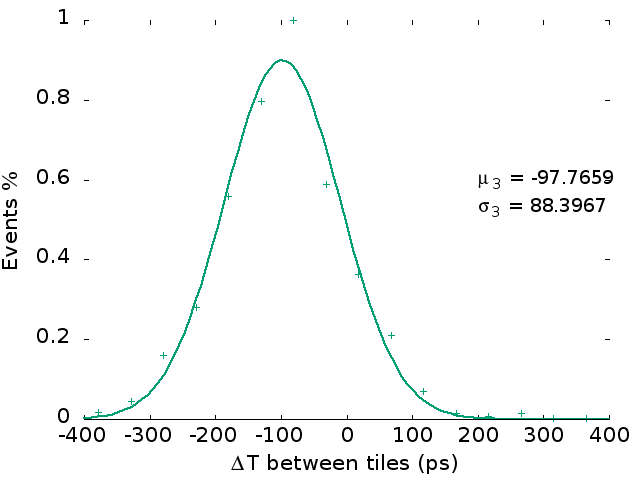 1
0.8
0.6
0.4
0.2
0
Events %
μ3 = -97.7659
σ3 = 88.3967
-400 -300 -200 -100 0 100 200 300 400
ΔT between tiles (ps)